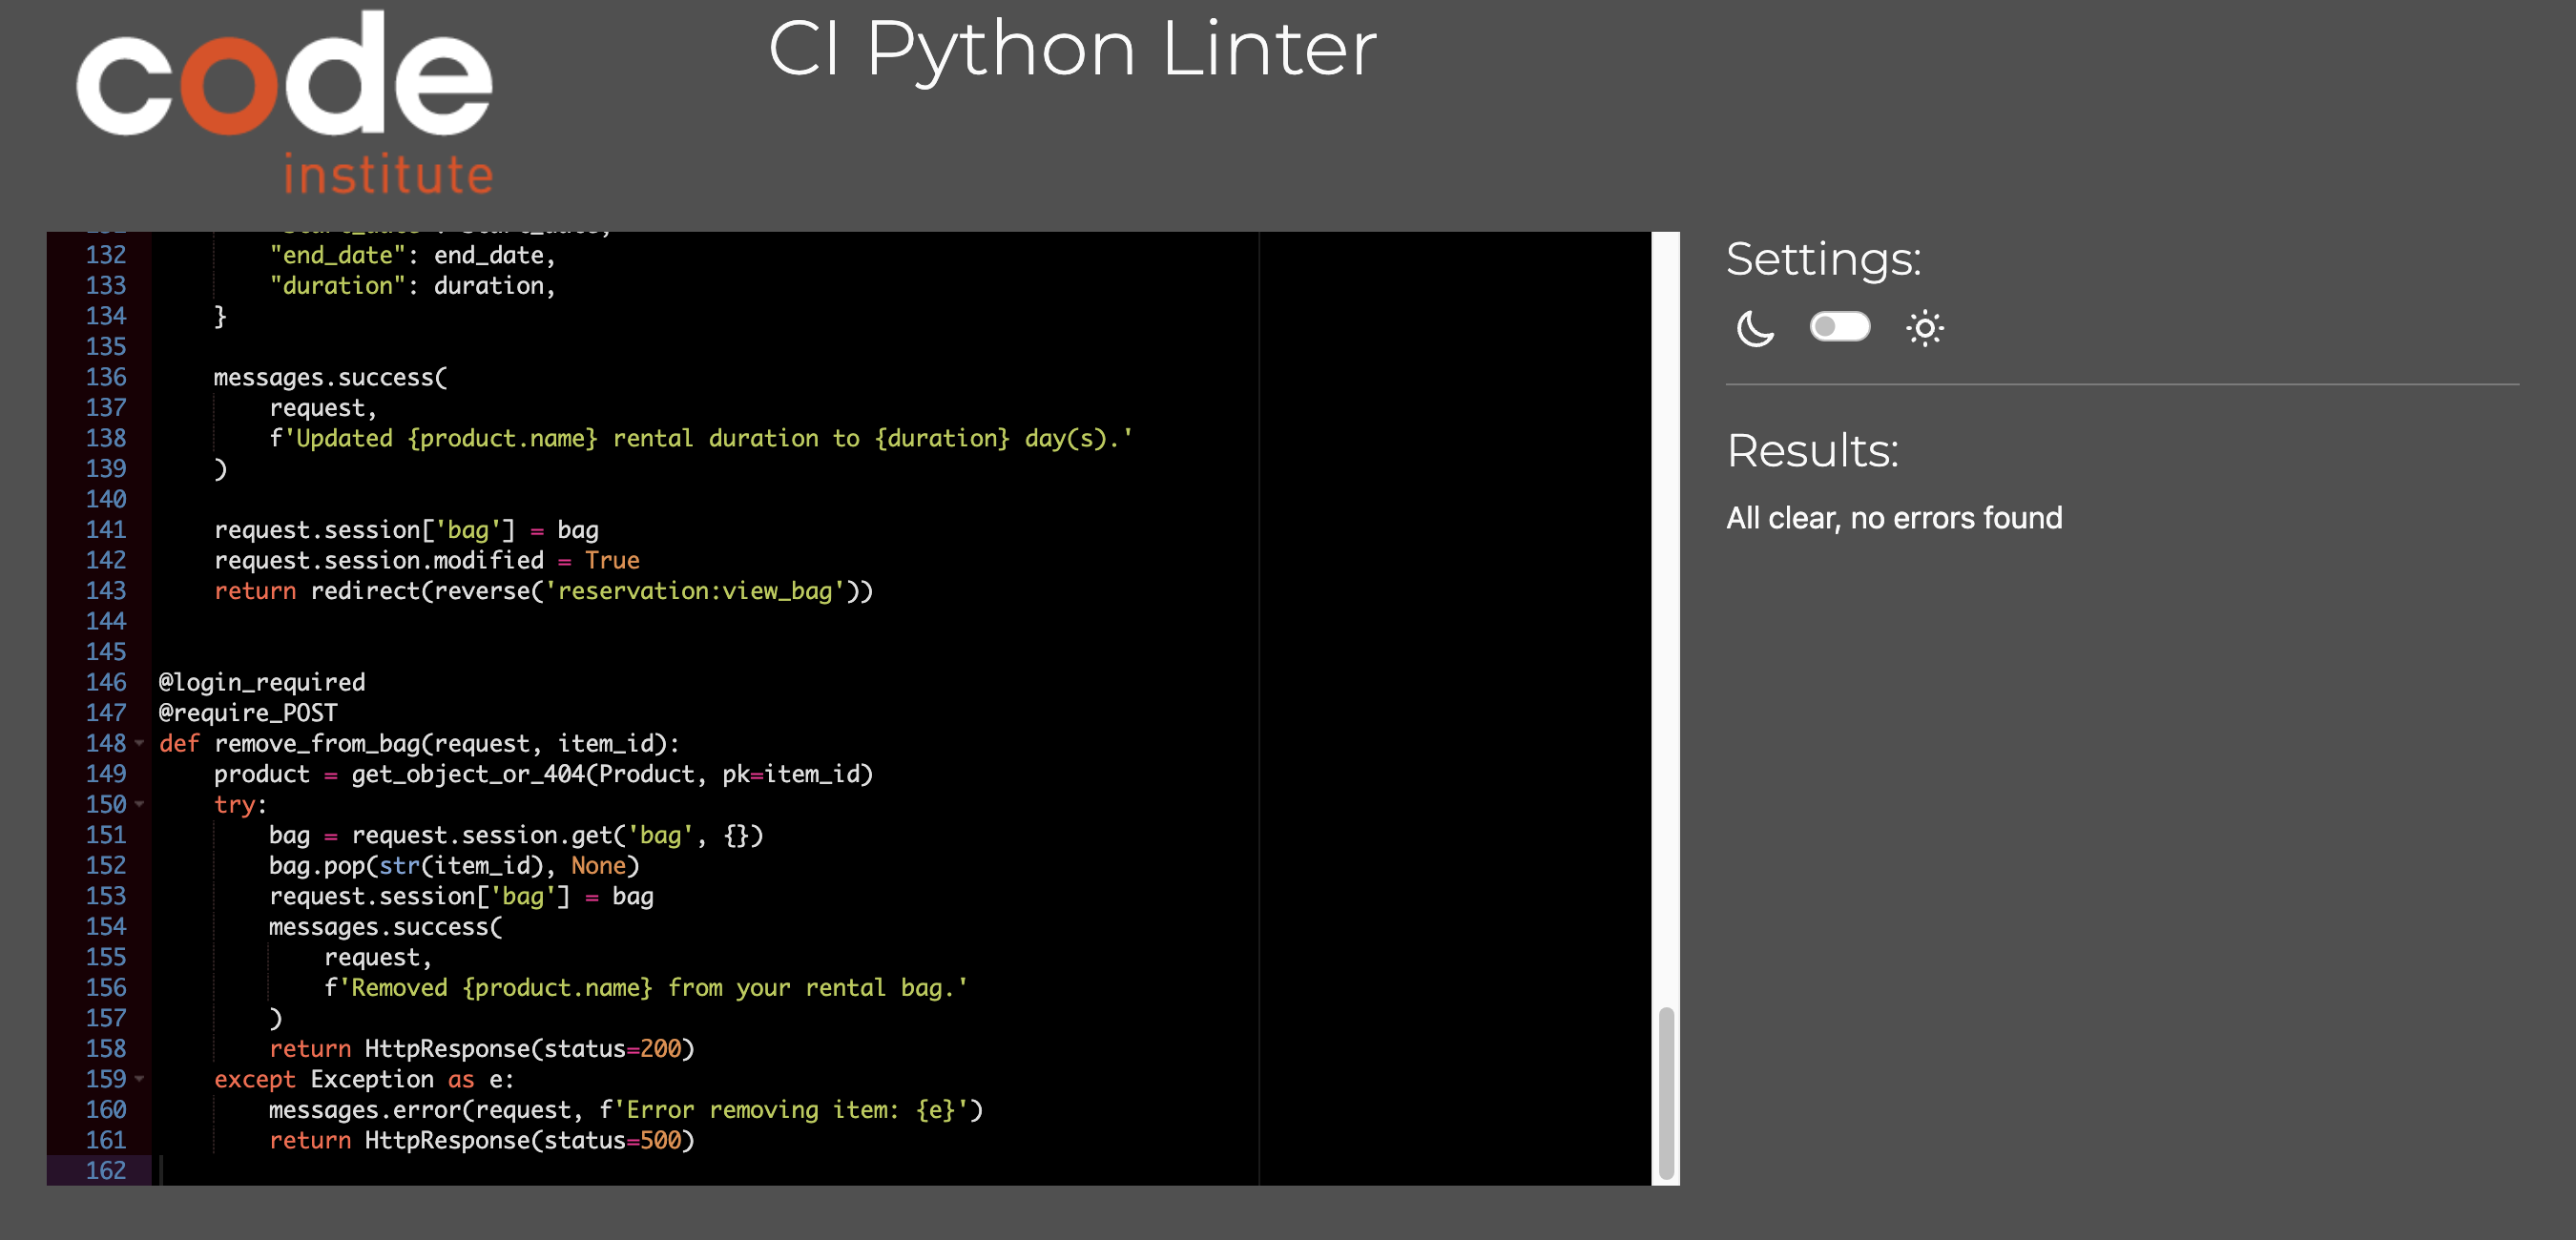 code
institute
CI Python Linter
132 "end_date": end_date,
133 "duration": duration,
134 }
135
136 messages.success(
137 request,
138 f'Updated {product.name} rental duration to {duration} day(s).'
139 )
140
141 request.session['bag'] = bag
142 request.session.modified = True
143 return redirect(reverse('reservation:view_bag'))
144
145
146 @login_required
147 @require_POST
148 def remove_from_bag(request, item_id):
149 product = get_object_or_404(Product, pk=item_id)
150 try:
151 bag = request.session.get('bag', {})
152 bag.pop(str(item_id), None)
153 request.session['bag'] = bag
154 messages.success(
155 request,
156 f'Removed {product.name} from your rental bag.'
157 )
158 return HttpResponse(status=200)
159 except Exception as e:
160 messages.error(request, f'Error removing item: {e}')
161 return HttpResponse(status=500)
162
Settings:
Results:
All clear, no errors found